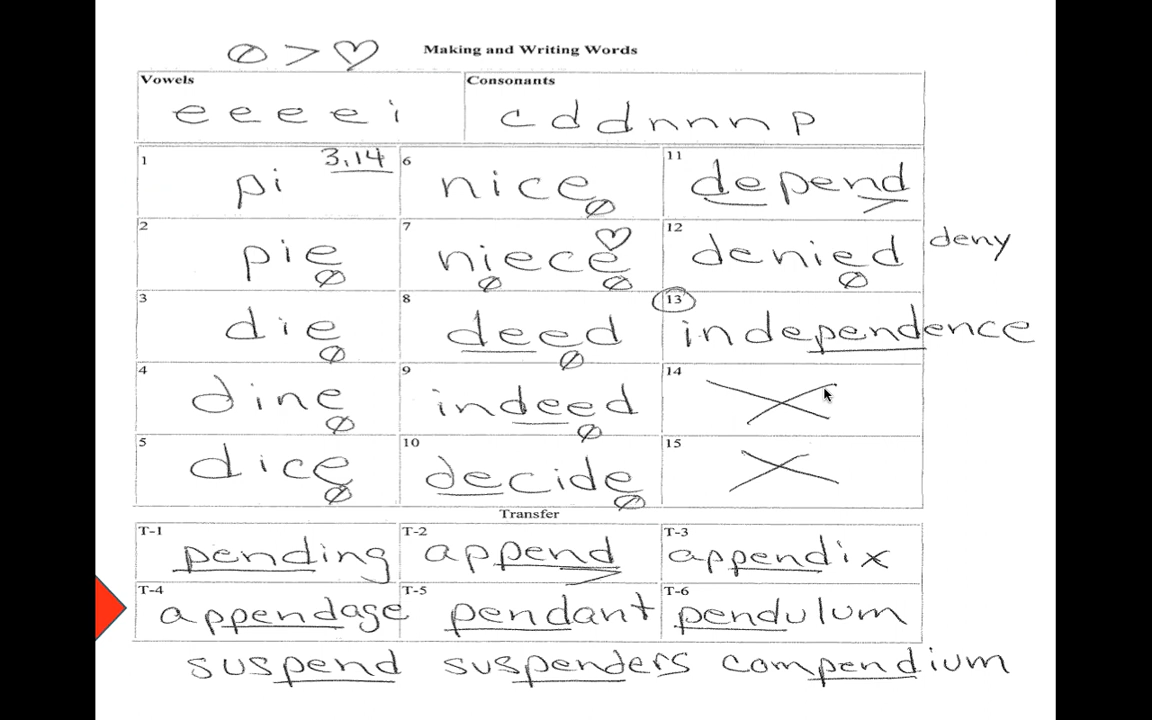 Making and Writing Words
Vowels
e e e e i
Consonants
c d d n n n p
1 pi 3.14
2 pie
3 die
4 dine
5 dice
6 nice
7 niece
8 deed
9 indeed
10 decide
11 depend
12 denied deny
13 independence
14
15
Transfer
T-1 pending
T-2 append
T-3 appendix
T-4 appendage
T-5 pendant
T-6 pendulum
suspend suspenders compendium